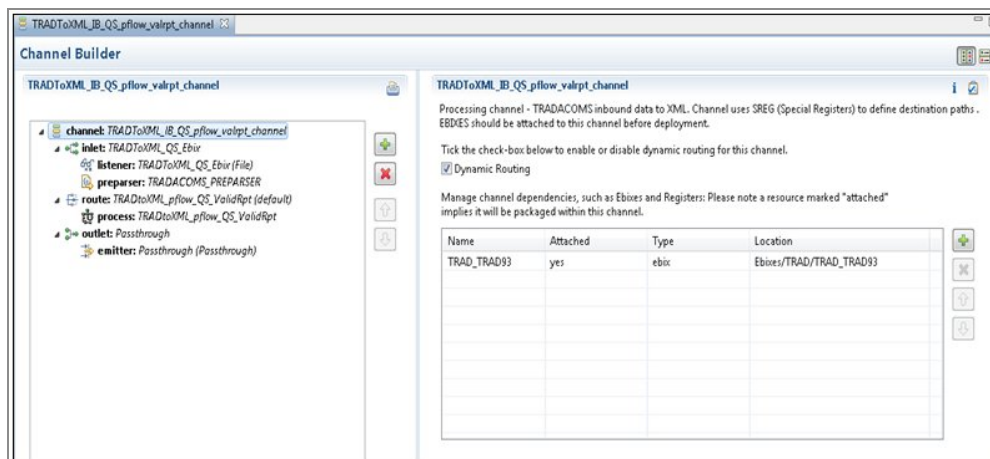 TRADToXML_IB_QS_pflow_valrpt_channel
Channel Builder
TRADToXML_IB_QS_pflow_valrpt_channel
channel: TRADToXML_IB_QS_pflow_valrpt_channel
inlet: TRADToXML_QS_Ebix
listener: TRADToXML_QS_Ebix (File)
preparser: TRADACOMS_PREPARSER
route: TRADtoXML_pflow_QS_ValidRpt (default)
process: TRADtoXML_pflow_QS_ValidRpt
outlet: Passthrough
emitter: Passthrough (Passthrough)
TRADToXML_IB_QS_pflow_valrpt_channel
Processing channel - TRADACOMS inbound data to XML. Channel uses SREG (Special Registers) to define destination paths .
EBIXES should be attached to this channel before deployment.
Tick the check-box below to enable or disable dynamic routing for this channel.
Dynamic Routing
Manage channel dependencies, such as Ebixes and Registers: Please note a resource marked "attached"
implies it will be packaged within this channel.
Name Attached Type Location
TRAD_TRAD93 yes ebix Ebixes/TRAD/TRAD_TRAD93